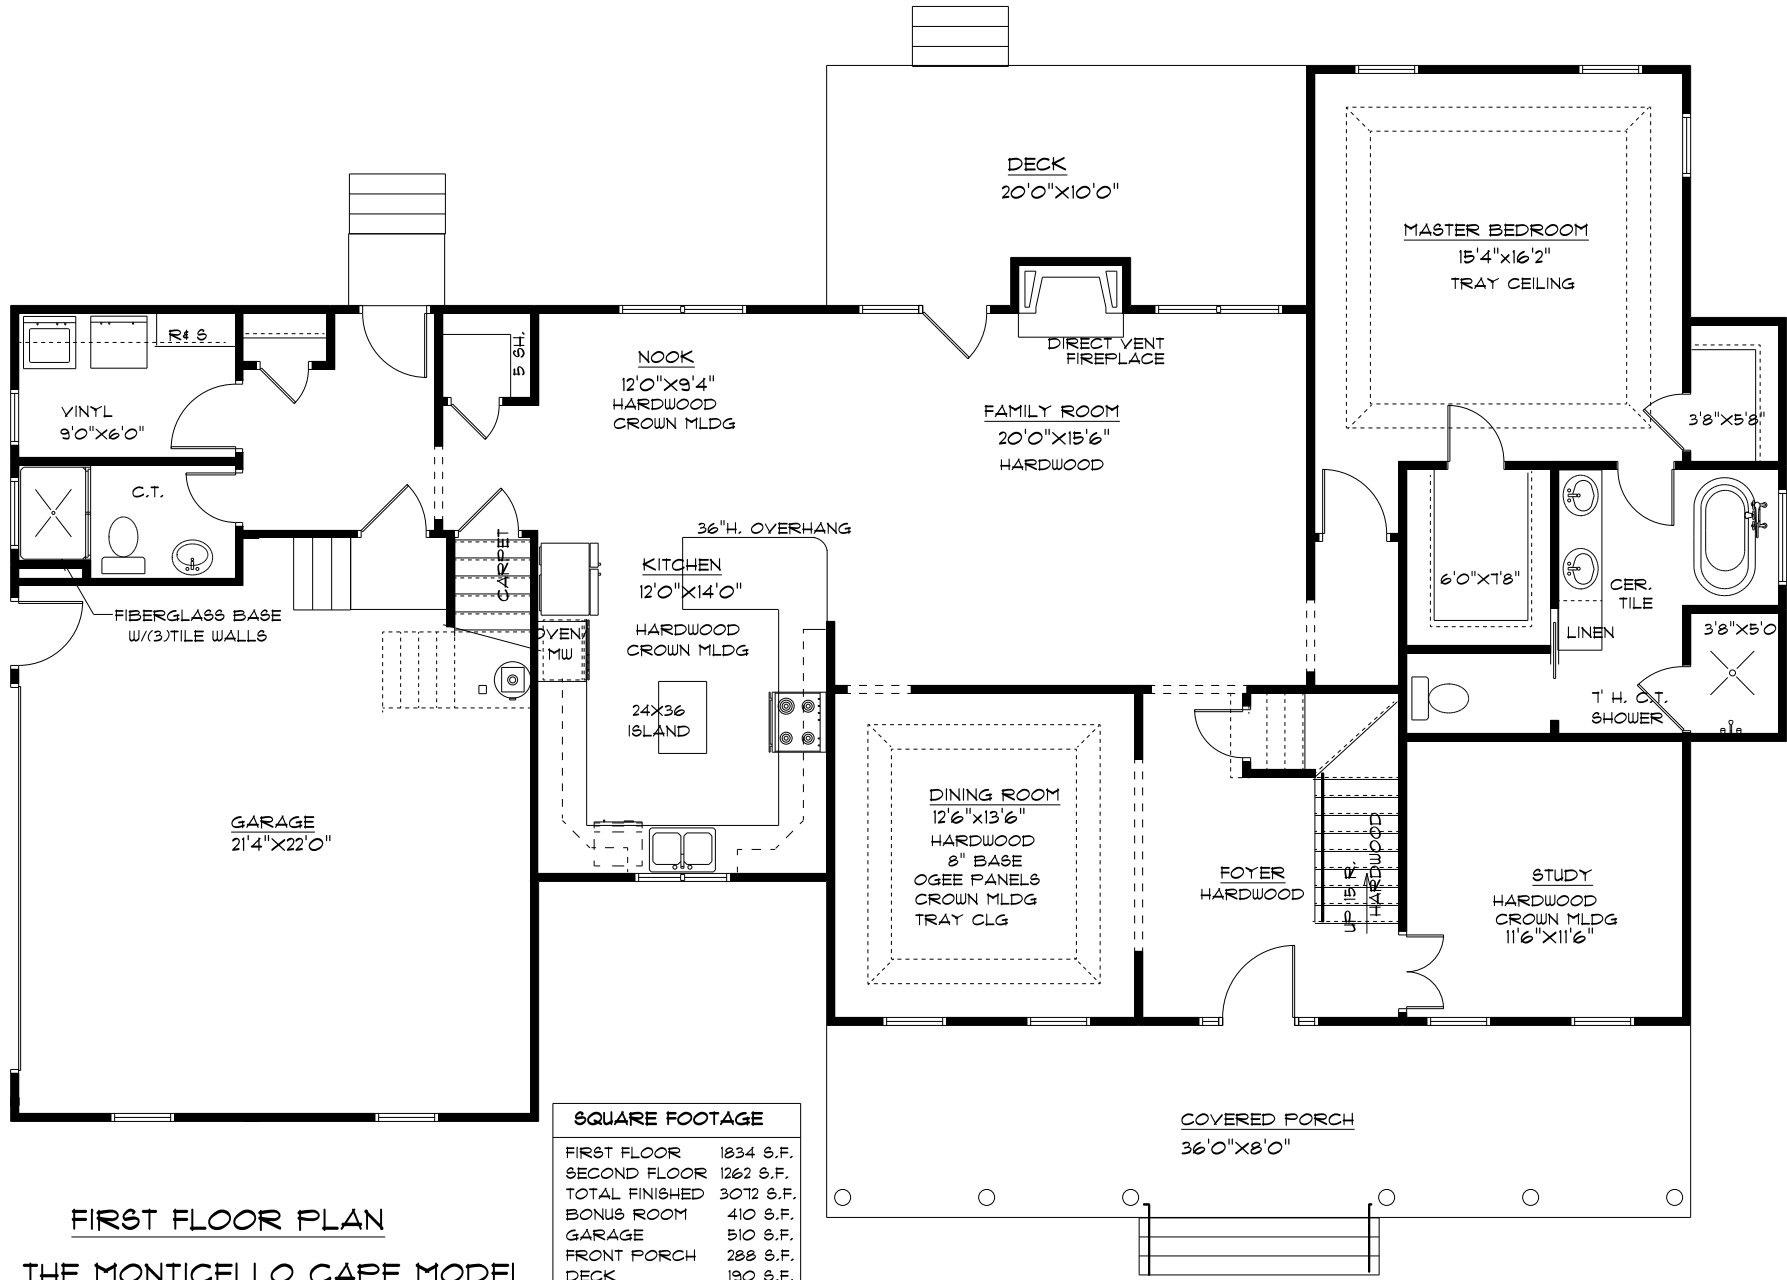 DECK
20'0"X10'0"
MASTER BEDROOM
15'4"x16'2"
TRAY CEILING
R& S.
5 SH.
VINYL
9'0"X6'0"
NOOK
12'0"X9'4"
HARDWOOD
CROWN MLDG
DIRECT VENT
FIREPLACE
FAMILY ROOM
20'0"X15'6"
HARDWOOD
3'8"X5'8"
C.T.
CARPET
36"H. OVERHANG
KITCHEN
12'0"X14'0"
HARDWOOD
CROWN MLDG
6'0"X7'8"
CER.
TILE
LINEN
3'8"X5'0
FIBERGLASS BASE
W/(3)TILE WALLS
OVEN
MW
24X36
ISLAND
7' H. C.T.
SHOWER
GARAGE
21'4"X22'0"
DINING ROOM
12'6"x13'6"
HARDWOOD
8" BASE
OGEE PANELS
CROWN MLDG
TRAY CLG
FOYER
HARDWOOD
UP 15 R.
HARDWOOD
STUDY
HARDWOOD
CROWN MLDG
11'6"X11'6"
COVERED PORCH
36'0"X8'0"
SQUARE FOOTAGE
FIRST FLOOR 1834 S.F.
SECOND FLOOR 1262 S.F.
TOTAL FINISHED 3072 S.F.
BONUS ROOM 410 S.F.
GARAGE 510 S.F.
FRONT PORCH 288 S.F.
DECK 190 S.F.
FIRST FLOOR PLAN
THE MONTICELLO CAPE MODEL